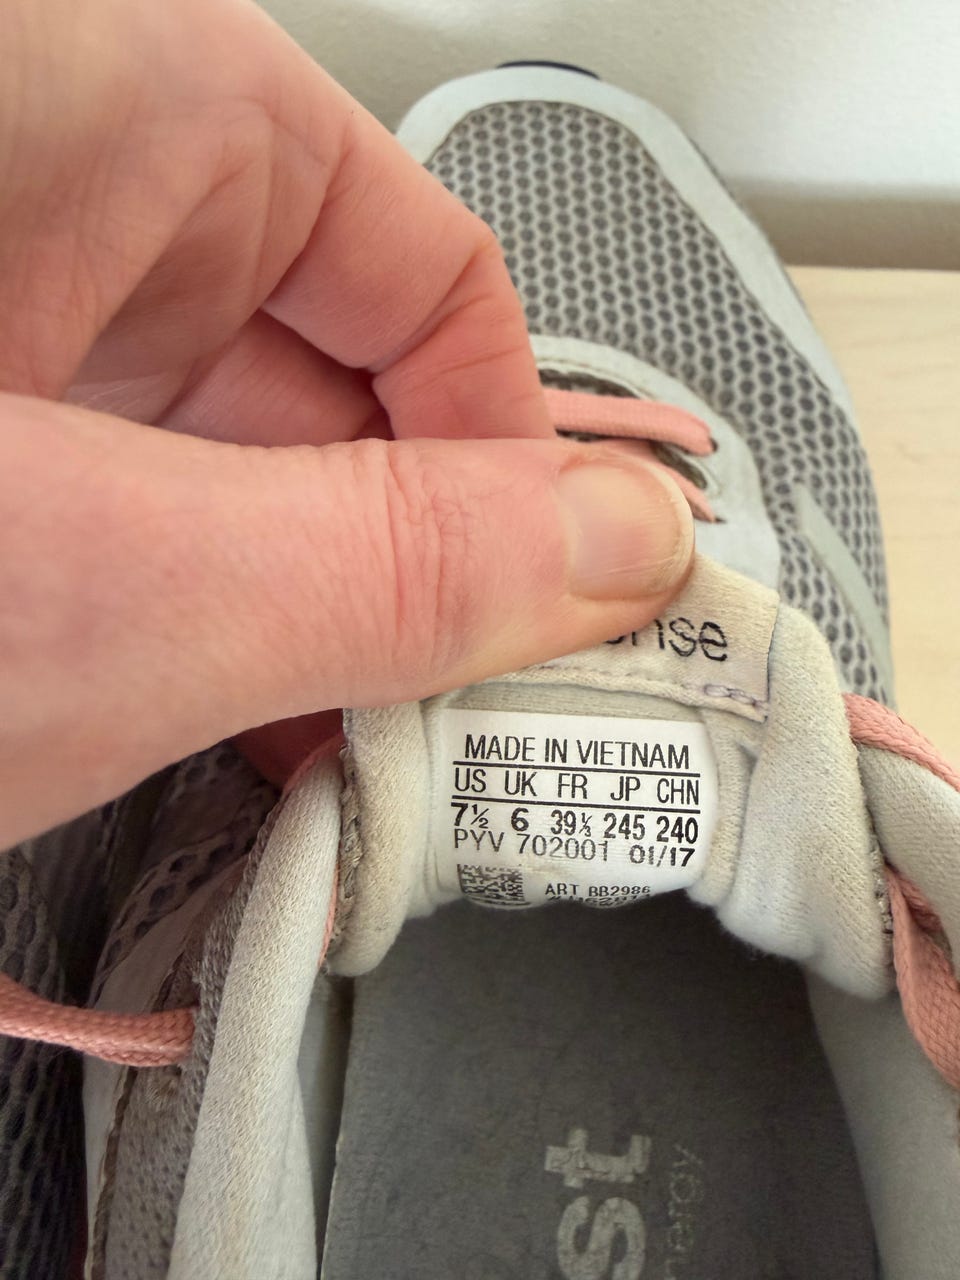 MADE IN VIETNAM
US UK FR JP CHN
7½ 6 39⅓ 245 240
PYV 702001 01/17
ART BB2986
st